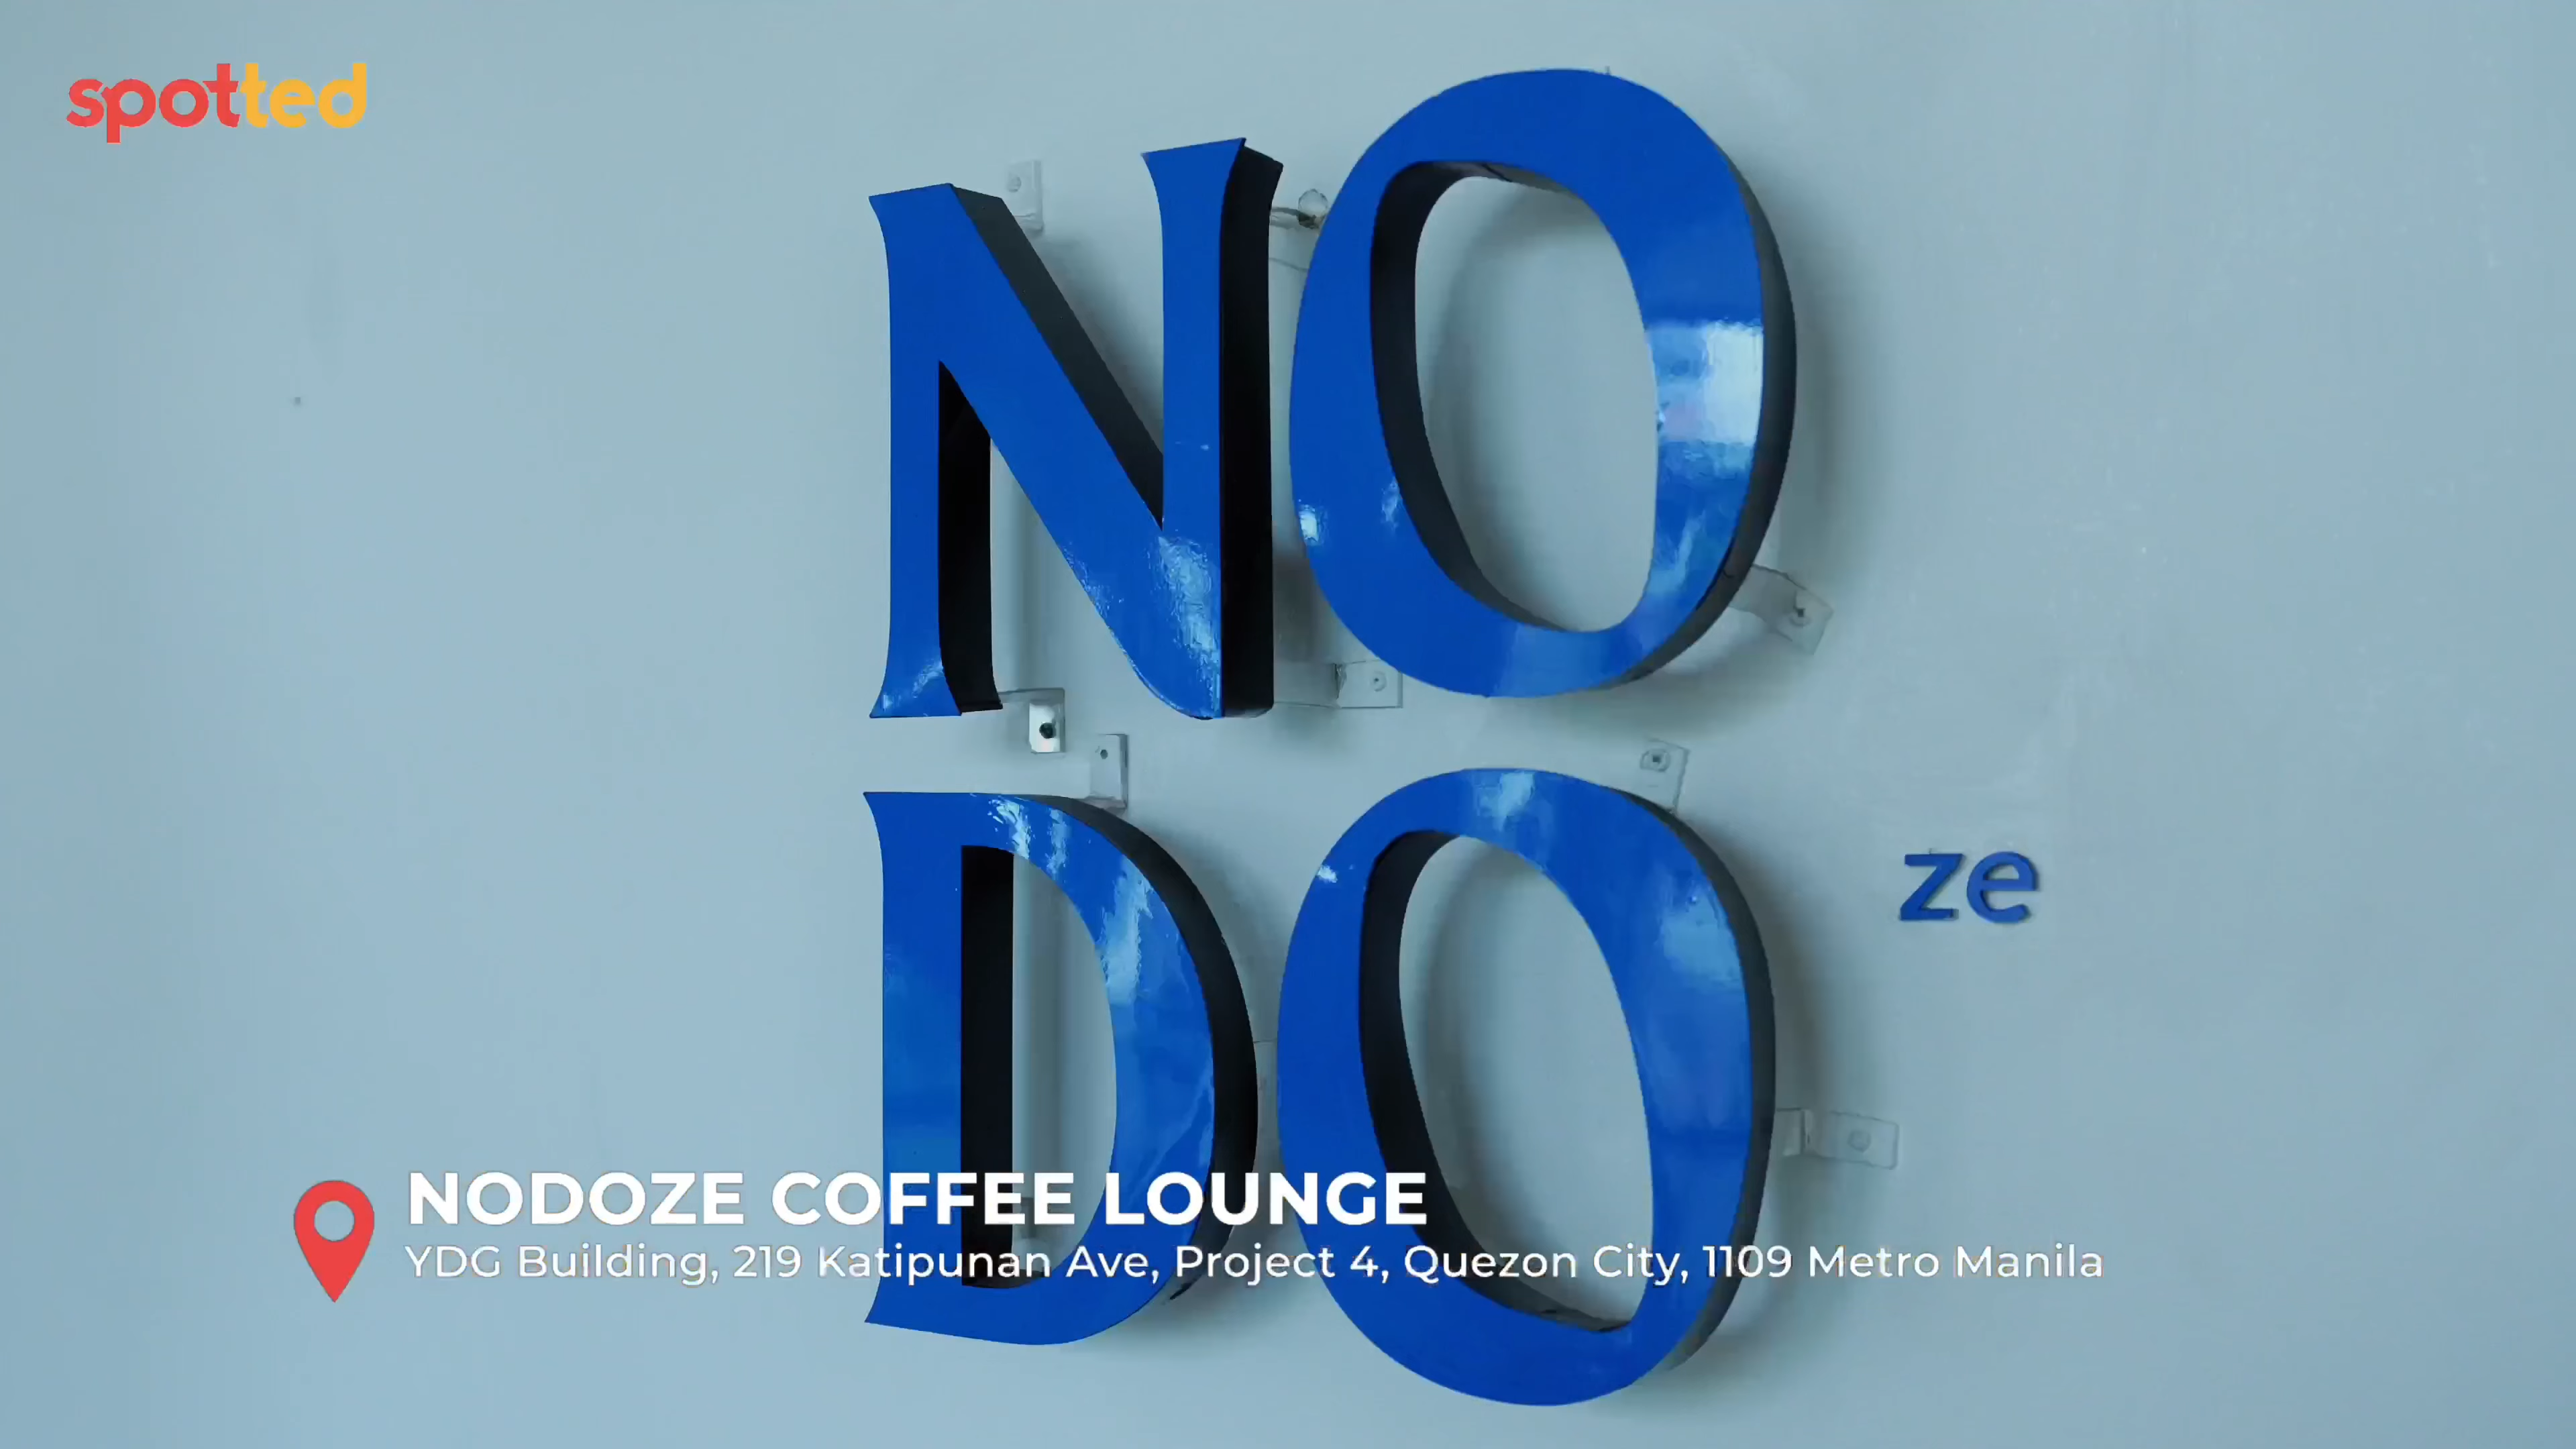 spotted
NO
DO
ze
NODOZE COFFEE LOUNGE
YDG Building, 219 Katipunan Ave, Project 4, Quezon City, 1109 Metro Manila